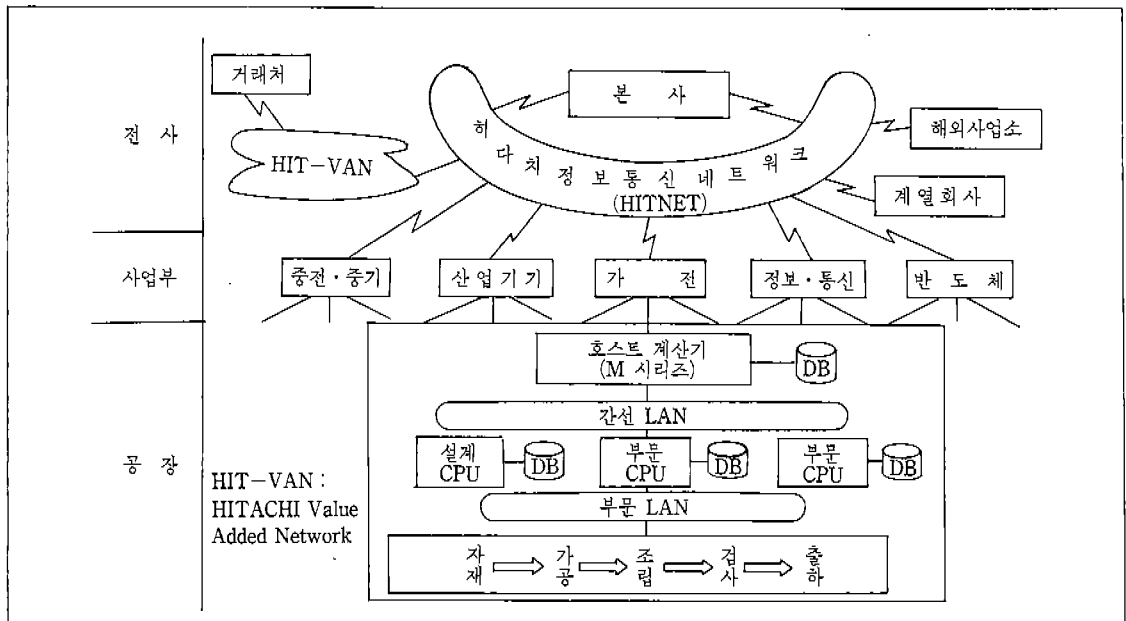 거래처
본 사
전 사
HIT-VAN
히다치정보통신네트워크
(HITNET)
해외사업소
계열회사
사업부
중전·중기
산업기기
가 전
정보·통신
반 도 체
호스트 계산기
(M 시리즈)
DB
간선 LAN
공 장
설계
CPU
DB
부문
CPU
DB
부문
CPU
DB
HIT-VAN :
HITACHI Value
Added Network
부문 LAN
자재
가공
조립
검사
출하